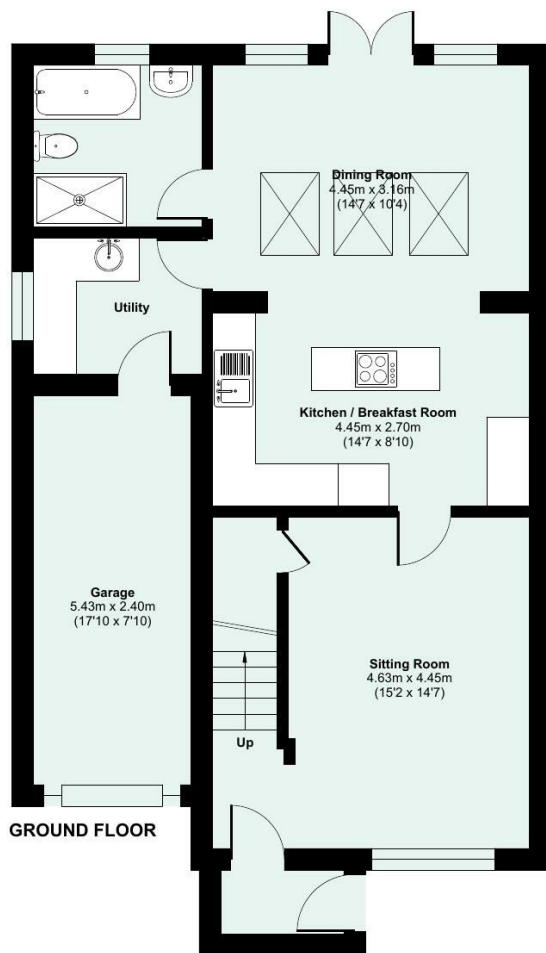 Dining Room
4.45m x 3.16m
(14'7 x 10'4)
Utility
Kitchen / Breakfast Room
4.45m x 2.70m
(14'7 x 8'10)
Garage
5.43m x 2.40m
(17'10 x 7'10)
Sitting Room
4.63m x 4.45m
(15'2 x 14'7)
Up
GROUND FLOOR